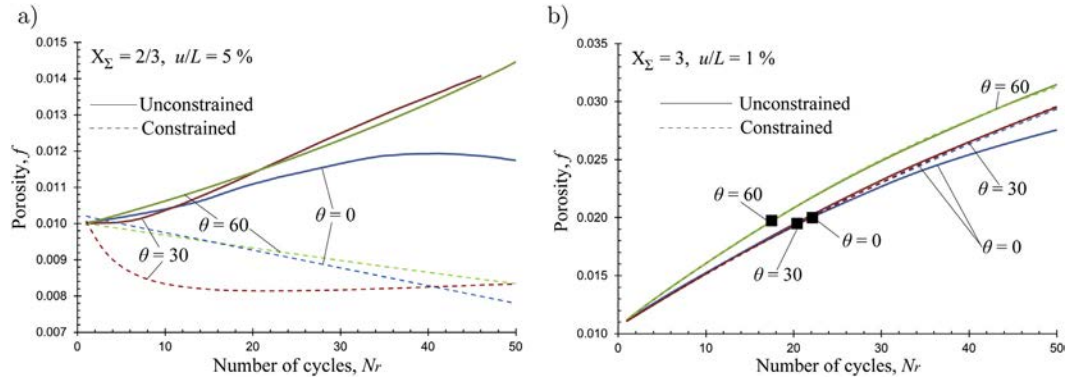 a)
X_Σ = 2/3, u/L = 5 %
Unconstrained
Constrained
θ = 0
θ = 60
θ = 30
Porosity, f
0.015
0.014
0.013
0.012
0.011
0.010
0.009
0.008
0.007
0
10
20
30
40
50
Number of cycles, Nr
b)
X_Σ = 3, u/L = 1 %
Unconstrained
Constrained
θ = 60
θ = 60
θ = 30
θ = 0
θ = 30
θ = 0
Porosity, f
0.035
0.030
0.025
0.020
0.015
0.010
0
10
20
30
40
50
Number of cycles, Nr